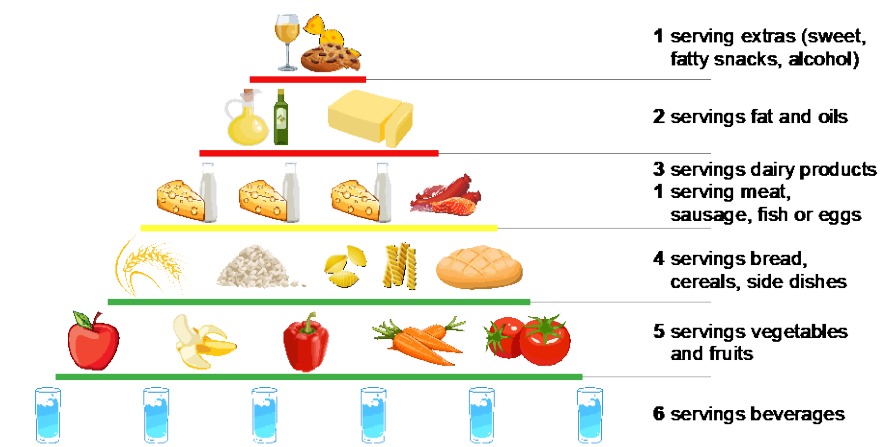 1 serving extras (sweet,
fatty snacks, alcohol)
2 servings fat and oils
3 servings dairy products
1 serving meat,
sausage, fish or eggs
4 servings bread,
cereals, side dishes
5 servings vegetables
and fruits
6 servings beverages